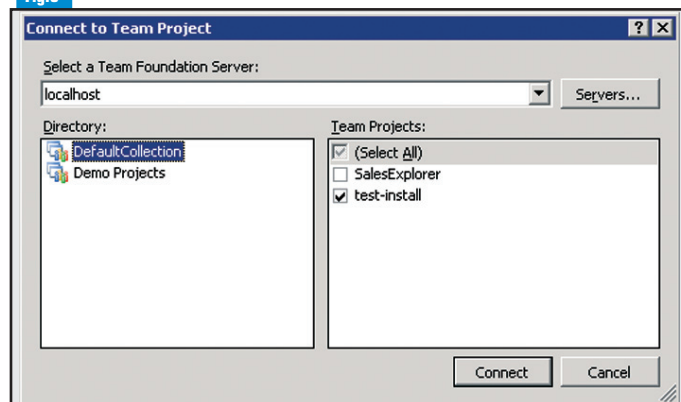 Connect to Team Project
Select a Team Foundation Server:
localhost
Servers...
Directory:
DefaultCollection
Demo Projects
Team Projects:
(Select All)
SalesExplorer
test-install
Connect
Cancel